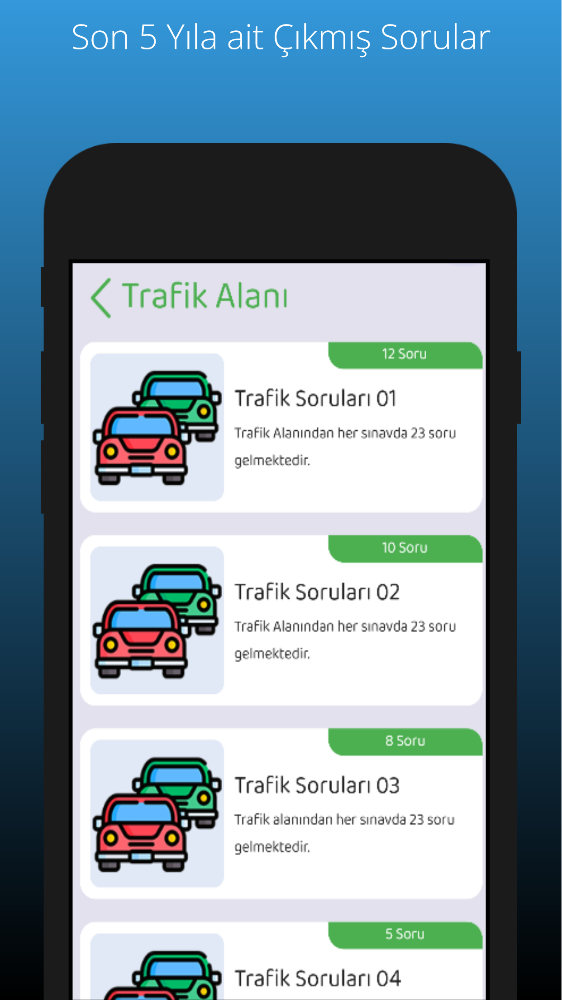 Son 5 Yıla ait Çıkmış Sorular
Trafik Alanı
12 Soru
Trafik Soruları 01
Trafik Alanından her sınavda 23 soru
gelmektedir.
10 Soru
Trafik Soruları 02
Trafik Alanından her sınavda 23 soru
gelmektedir.
8 Soru
Trafik Soruları 03
Trafik alanından her sınavda 23 soru
gelmektedir.
5 Soru
Trafik Soruları 04